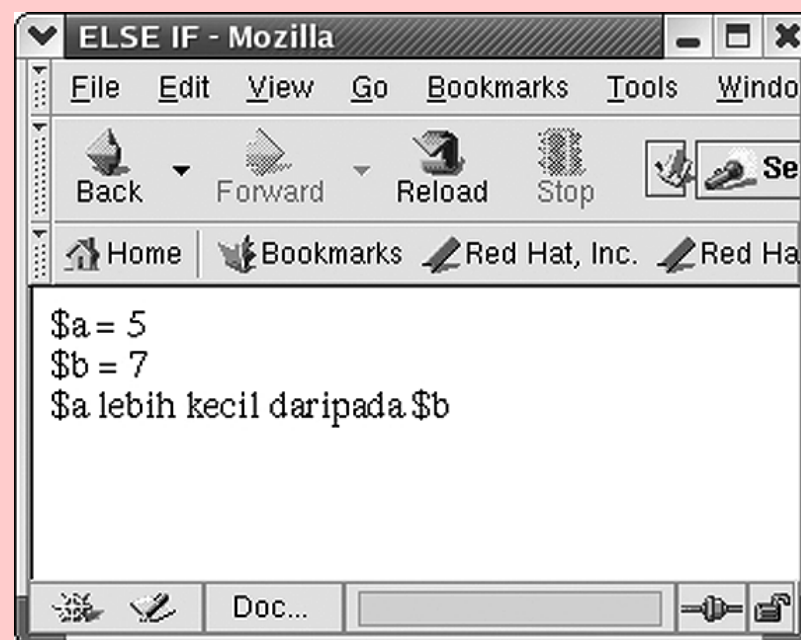 ELSE IF - Mozilla
File Edit View Go Bookmarks Tools Windo
Back Forward Reload Stop Se
Home Bookmarks Red Hat, Inc. Red Ha
$a = 5
$b = 7
$a lebih kecil daripada $b
Doc...